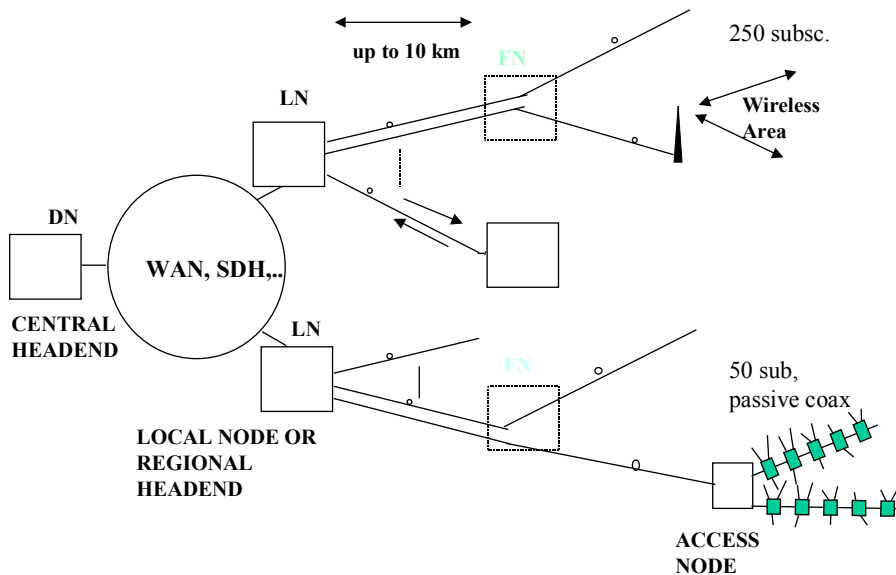 up to 10 km
FN
250 subsc.
LN
Wireless
Area
DN
WAN, SDH,..
CENTRAL
HEADEND
LN
FN
50 sub,
passive coax
LOCAL NODE OR
REGIONAL
HEADEND
ACCESS
NODE